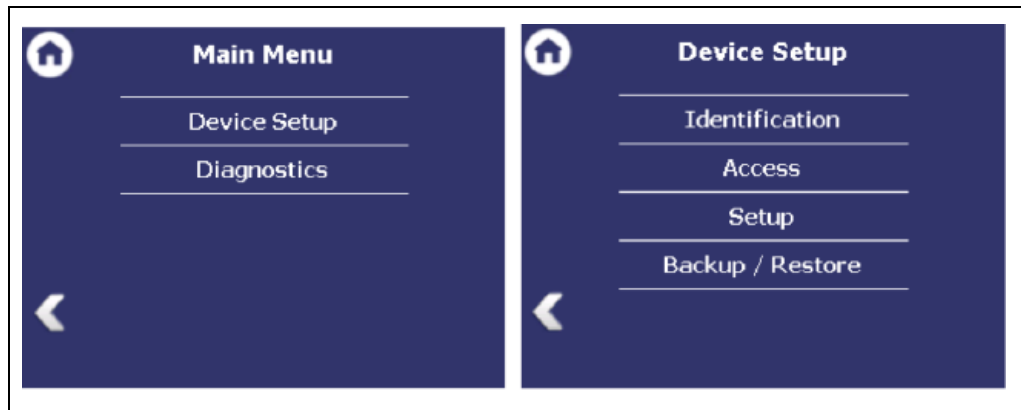 Main Menu
Device Setup
Diagnostics
Device Setup
Identification
Access
Setup
Backup / Restore